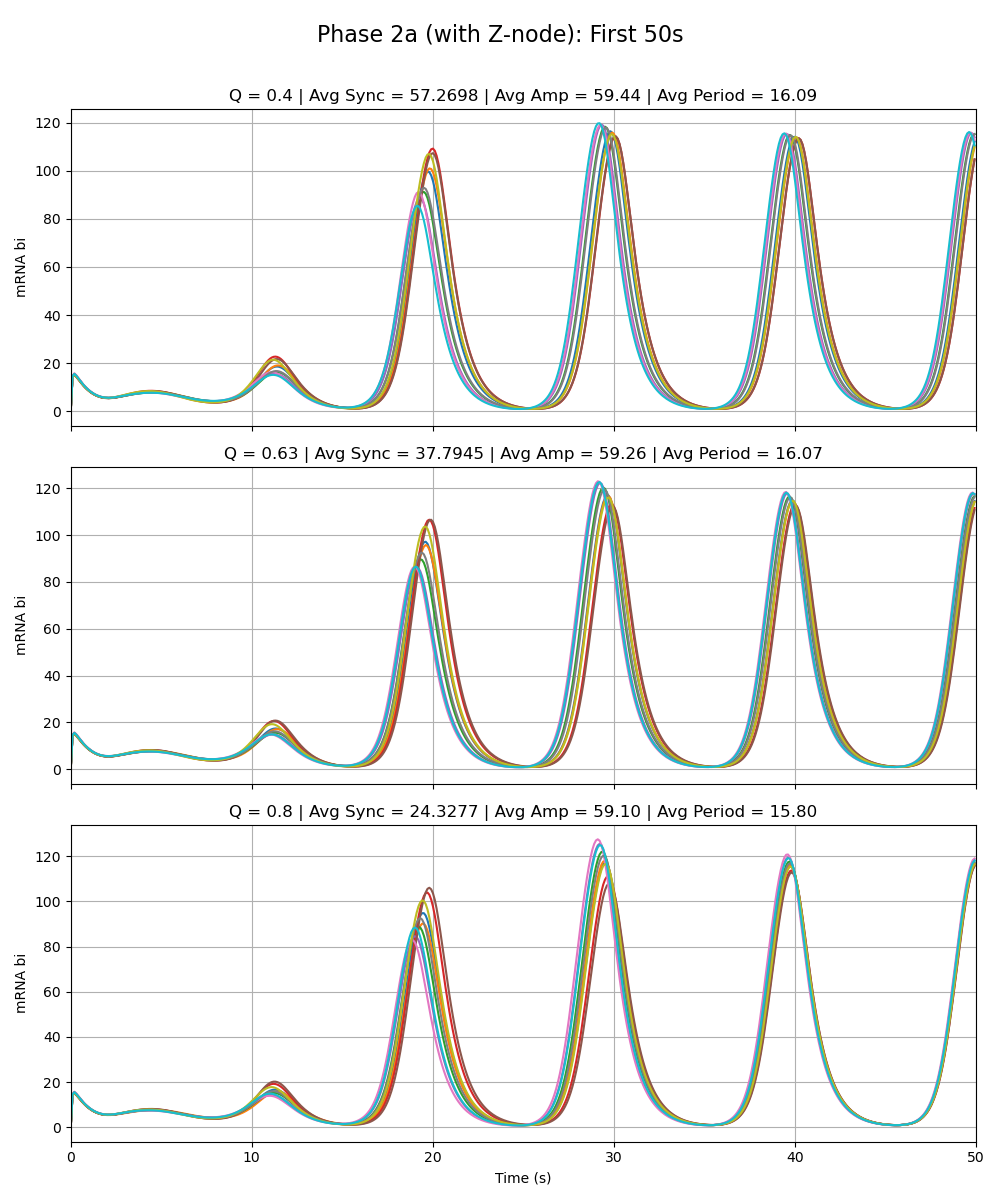 Phase 2a (with Z-node): First 50s
Q = 0.4 | Avg Sync = 57.2698 | Avg Amp = 59.44 | Avg Period = 16.09
120
100
80
60
40
20
0
mRNA bi
Q = 0.63 | Avg Sync = 37.7945 | Avg Amp = 59.26 | Avg Period = 16.07
120
100
80
60
40
20
0
mRNA bi
Q = 0.8 | Avg Sync = 24.3277 | Avg Amp = 59.10 | Avg Period = 15.80
120
100
80
60
40
20
0
mRNA bi
0 10 20 30 40 50
Time (s)